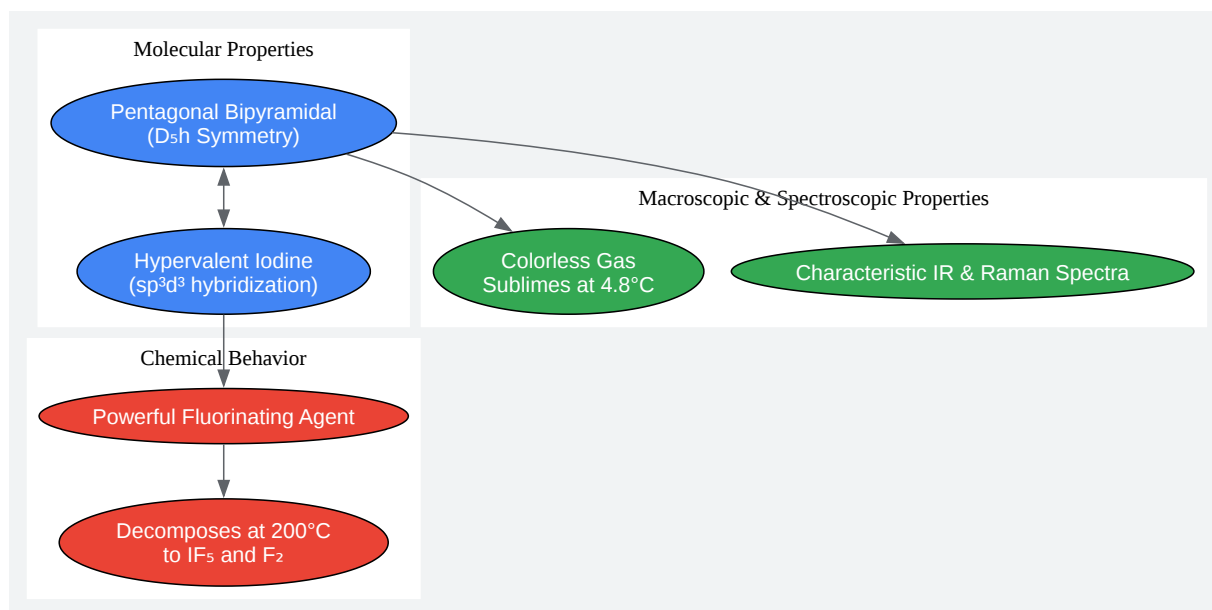 Molecular Properties
Pentagonal Bipyramidal
(D₅h Symmetry)
Hypervalent Iodine
(sp³d³ hybridization)
Macroscopic & Spectroscopic Properties
Colorless Gas
Sublimes at 4.8°C
Characteristic IR & Raman Spectra
Chemical Behavior
Powerful Fluorinating Agent
Decomposes at 200°C
to IF₅ and F₂